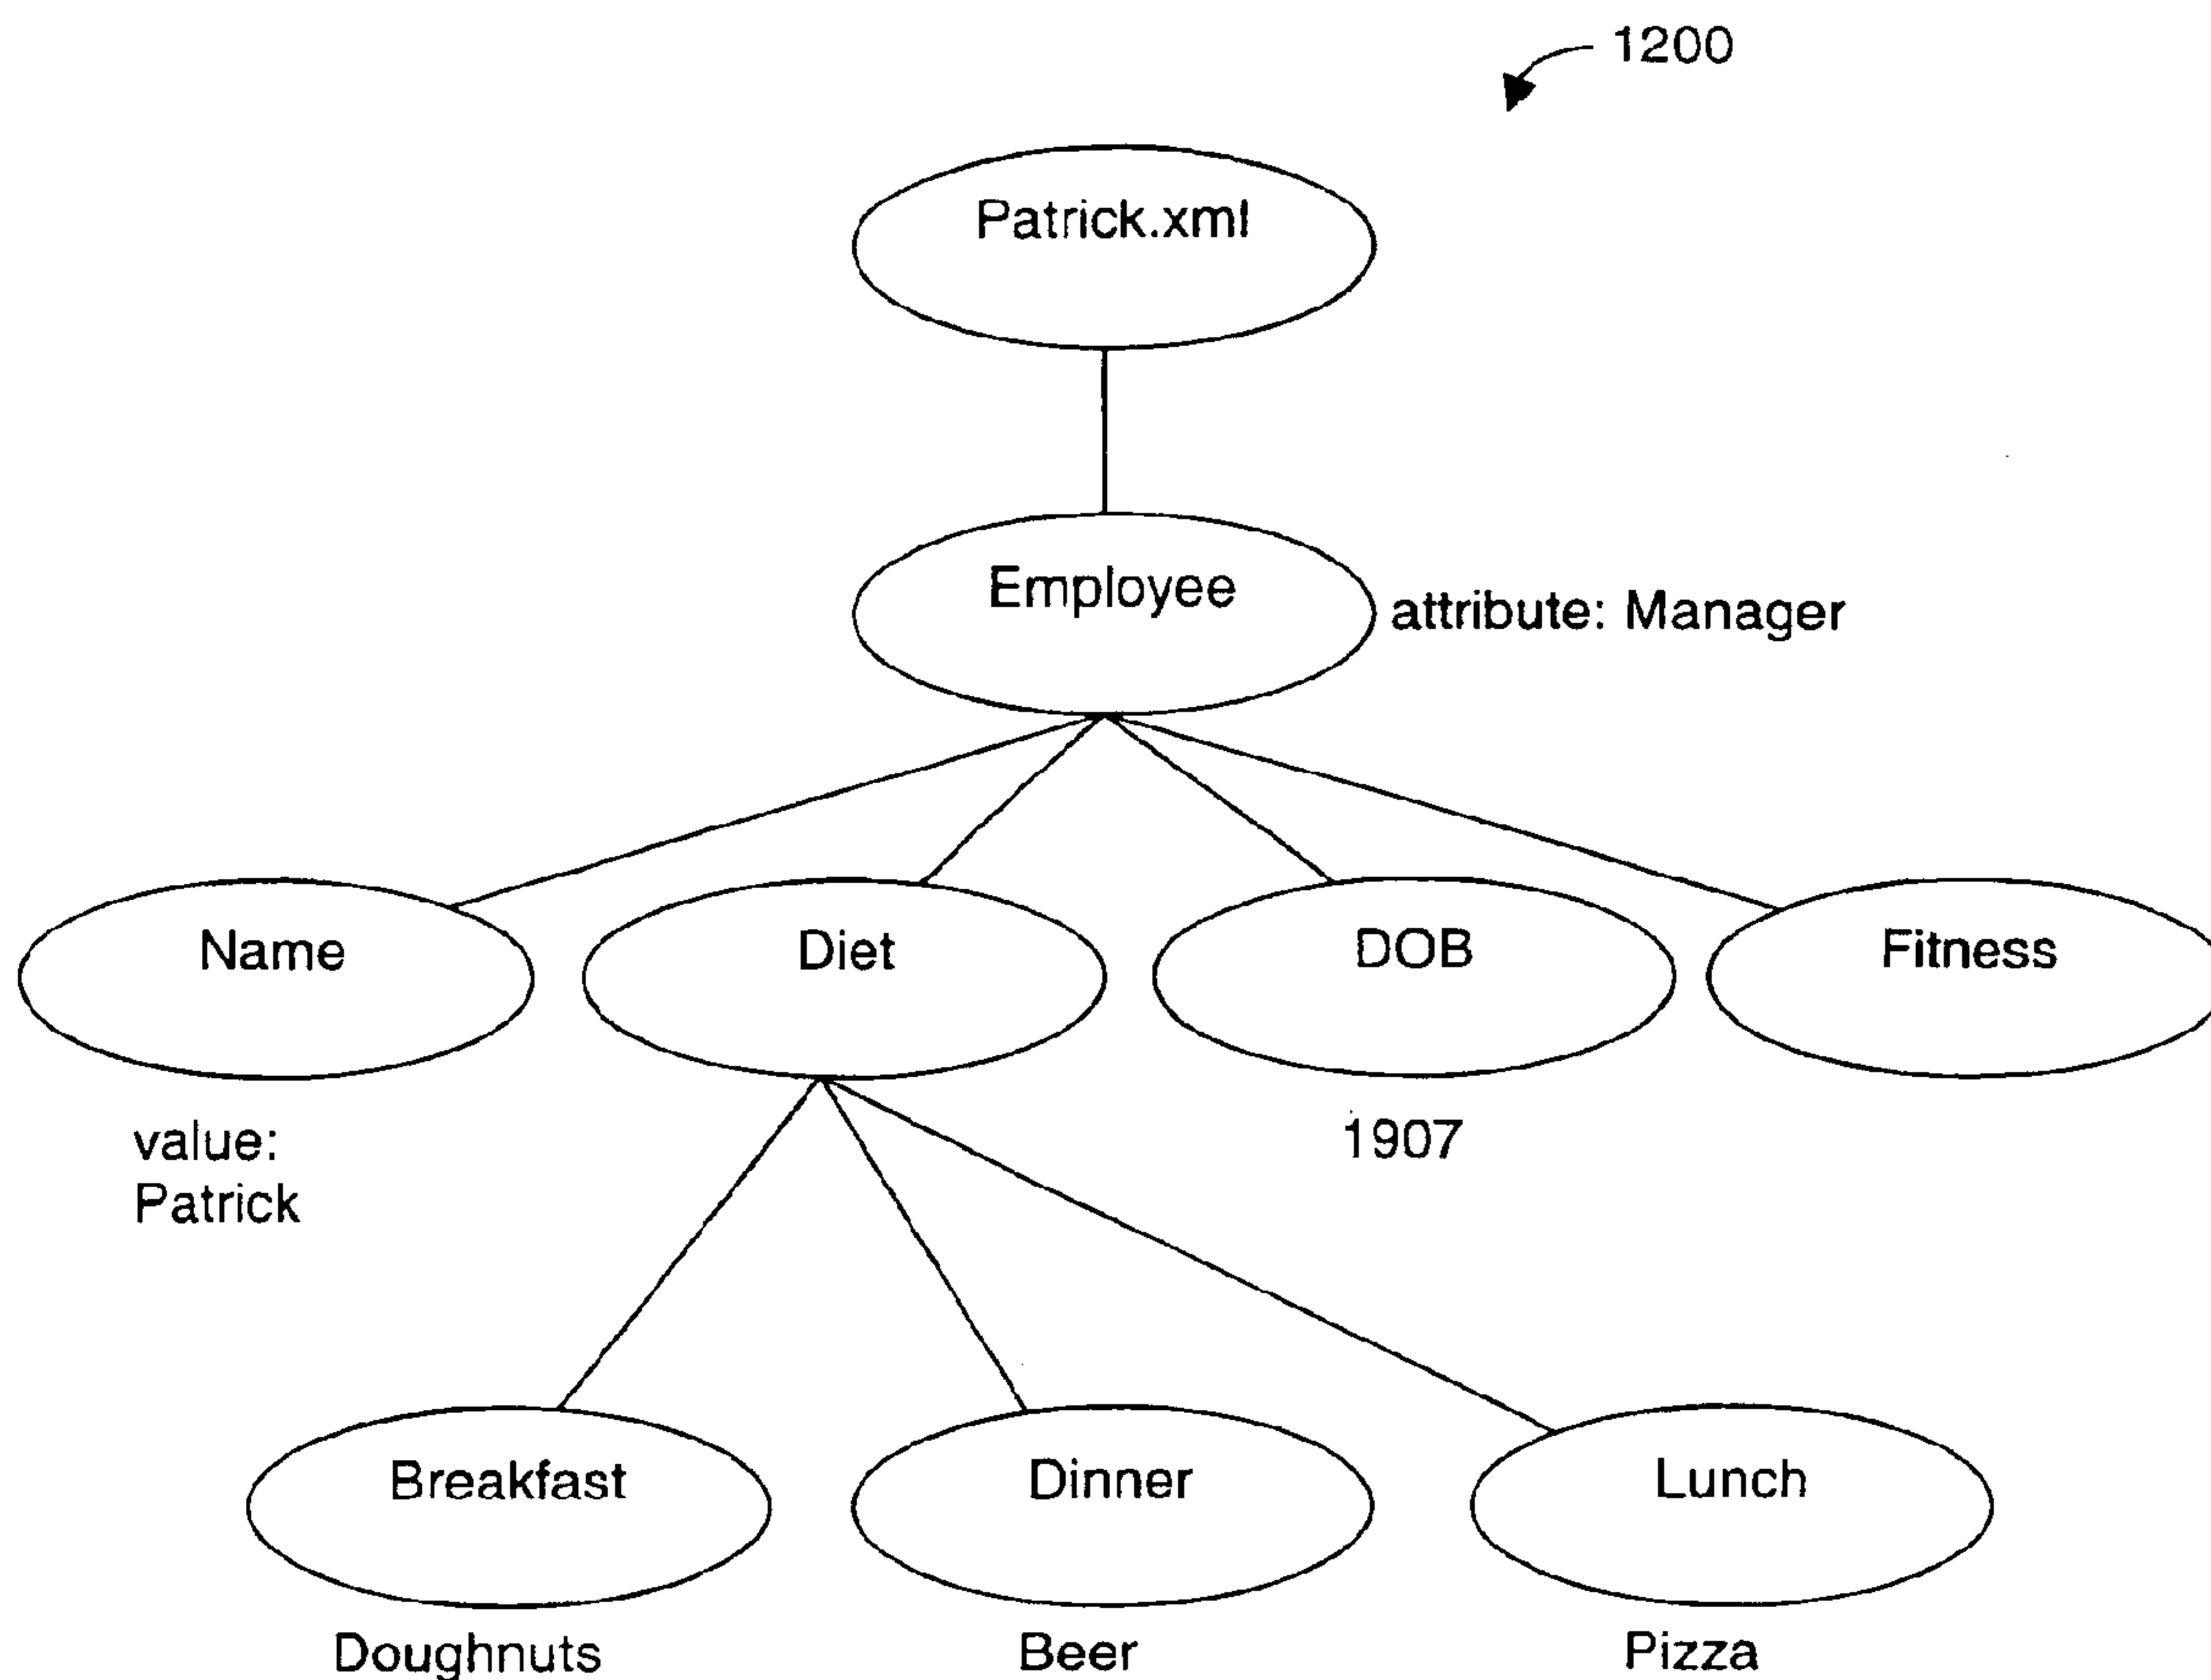 1200
Patrick.xml
Employee
attribute: Manager
Name
Diet
DOB
Fitness
value:
Patrick
1907
Breakfast
Dinner
Lunch
Doughnuts
Beer
Pizza